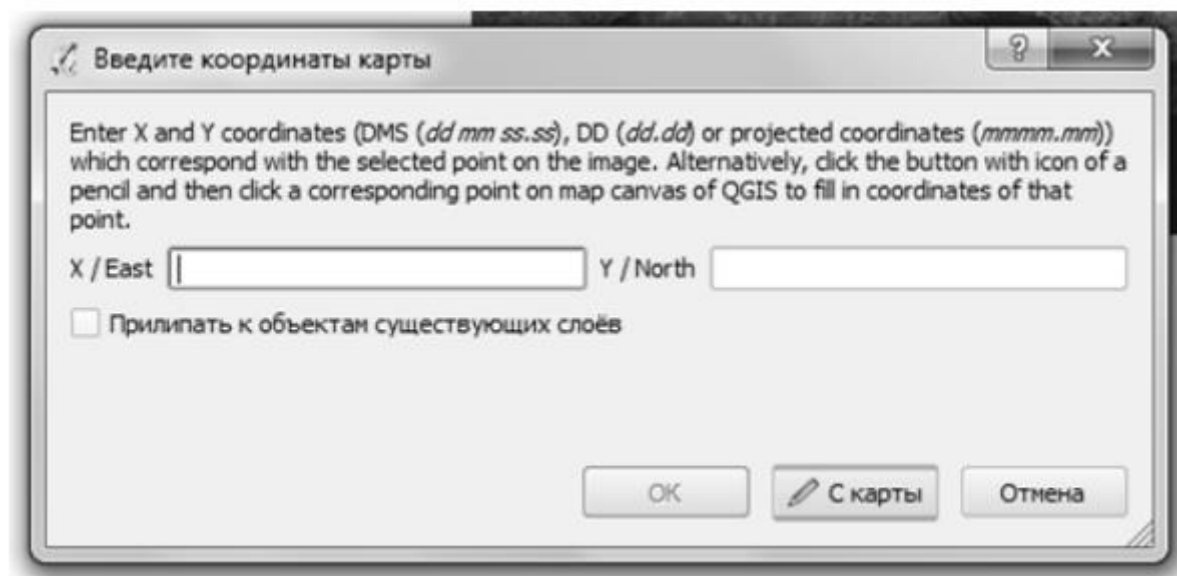 Введите координаты карты
Enter X and Y coordinates (DMS (dd mm ss.ss), DD (dd.dd) or projected coordinates (mmmm.mm))
which correspond with the selected point on the image. Alternatively, click the button with icon of a
pencil and then click a corresponding point on map canvas of QGIS to fill in coordinates of that
point.
X / East Y / North
Прилипать к объектам существующих слоёв
OK С карты Отмена